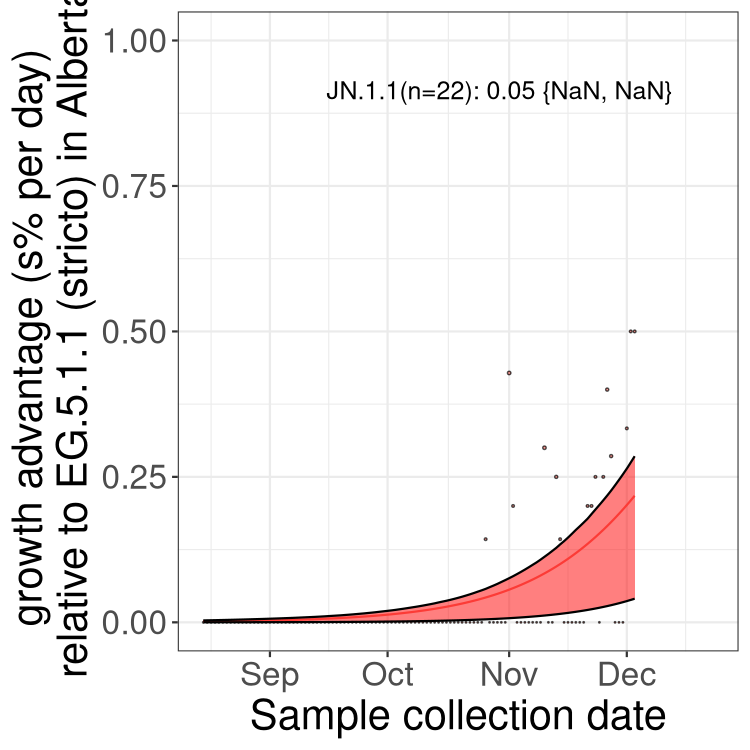 growth advantage (s% per day)
relative to EG.5.1.1 (stricto) in Alberta
1.00
0.75
0.50
0.25
0.00
JN.1.1(n=22): 0.05 {NaN, NaN}
Sep Oct Nov Dec
Sample collection date